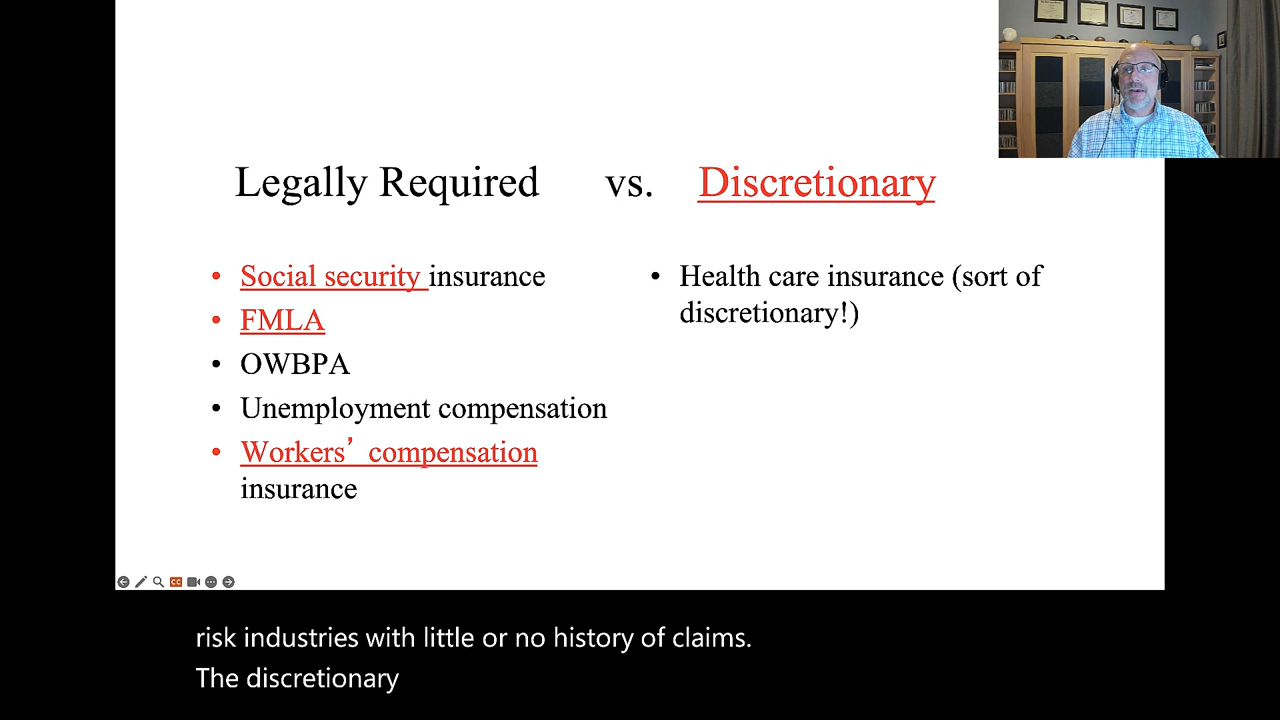 Legally Required vs. Discretionary
• Social security insurance
• FMLA
• OWBPA
• Unemployment compensation
• Workers’ compensation
insurance
• Health care insurance (sort of
discretionary!)
CC
risk industries with little or no history of claims.
The discretionary